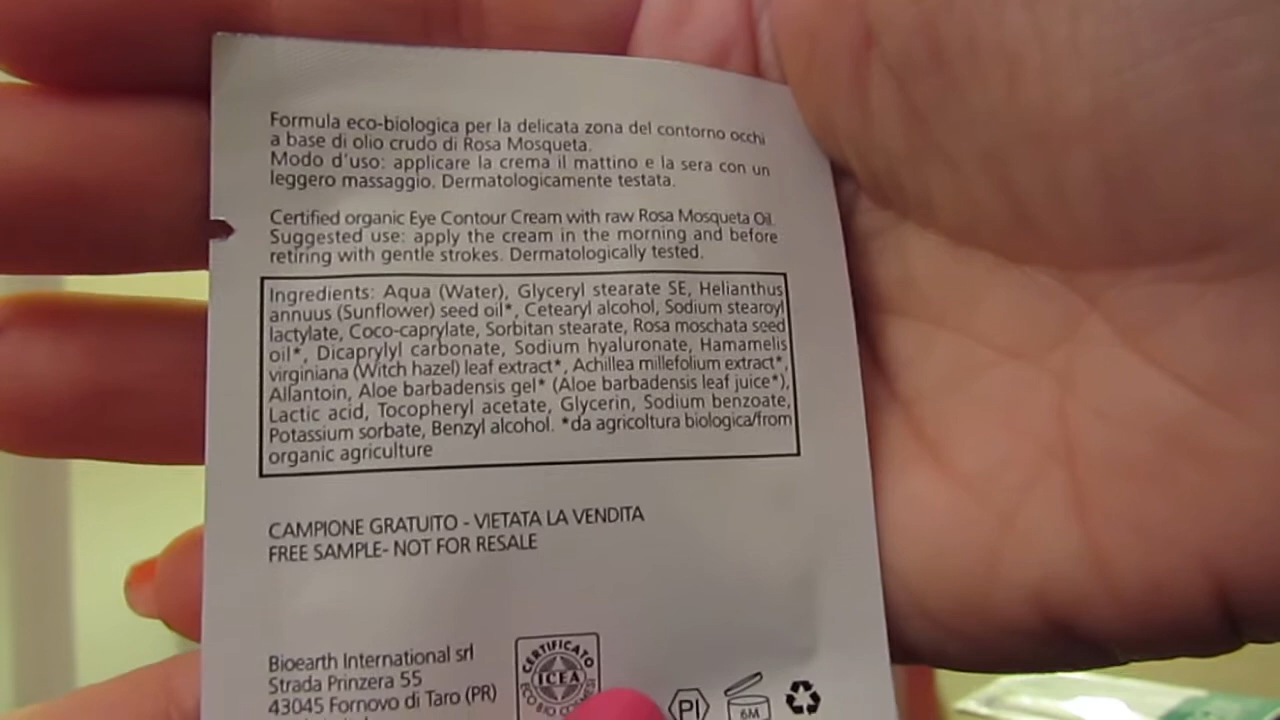 Formula eco-biologica per la delicata zona del contorno occhi
a base di olio crudo di Rosa Mosqueta.
Modo d'uso: applicare la crema il mattino e la sera con un
leggero massaggio. Dermatologicamente testata.
Certified organic Eye Contour Cream with raw Rosa Mosqueta Oil.
Suggested use: apply the cream in the morning and before
retiring with gentle strokes. Dermatologically tested.
Ingredients: Aqua (Water), Glyceryl stearate SE, Helianthus
annuus (Sunflower) seed oil*, Cetearyl alcohol, Sodium stearoyl
lactylate, Coco-caprylate, Sorbitan stearate, Rosa moschata seed
oil*, Dicaprylyl carbonate, Sodium hyaluronate, Hamamelis
virginiana (Witch hazel) leaf extract*, Achillea millefolium extract*,
Allantoin, Aloe barbadensis gel* (Aloe barbadensis leaf juice*),
Lactic acid, Tocopheryl acetate, Glycerin, Sodium benzoate,
Potassium sorbate, Benzyl alcohol. *da agricoltura biologica/from
organic agriculture
CAMPIONE GRATUITO - VIETATA LA VENDITA
FREE SAMPLE- NOT FOR RESALE
Bioearth International srl
Strada Prinzera 55
43045 Fornovo di Taro (PR)
CERTIFICATO
ICEA
ECO BIO
PI
6M